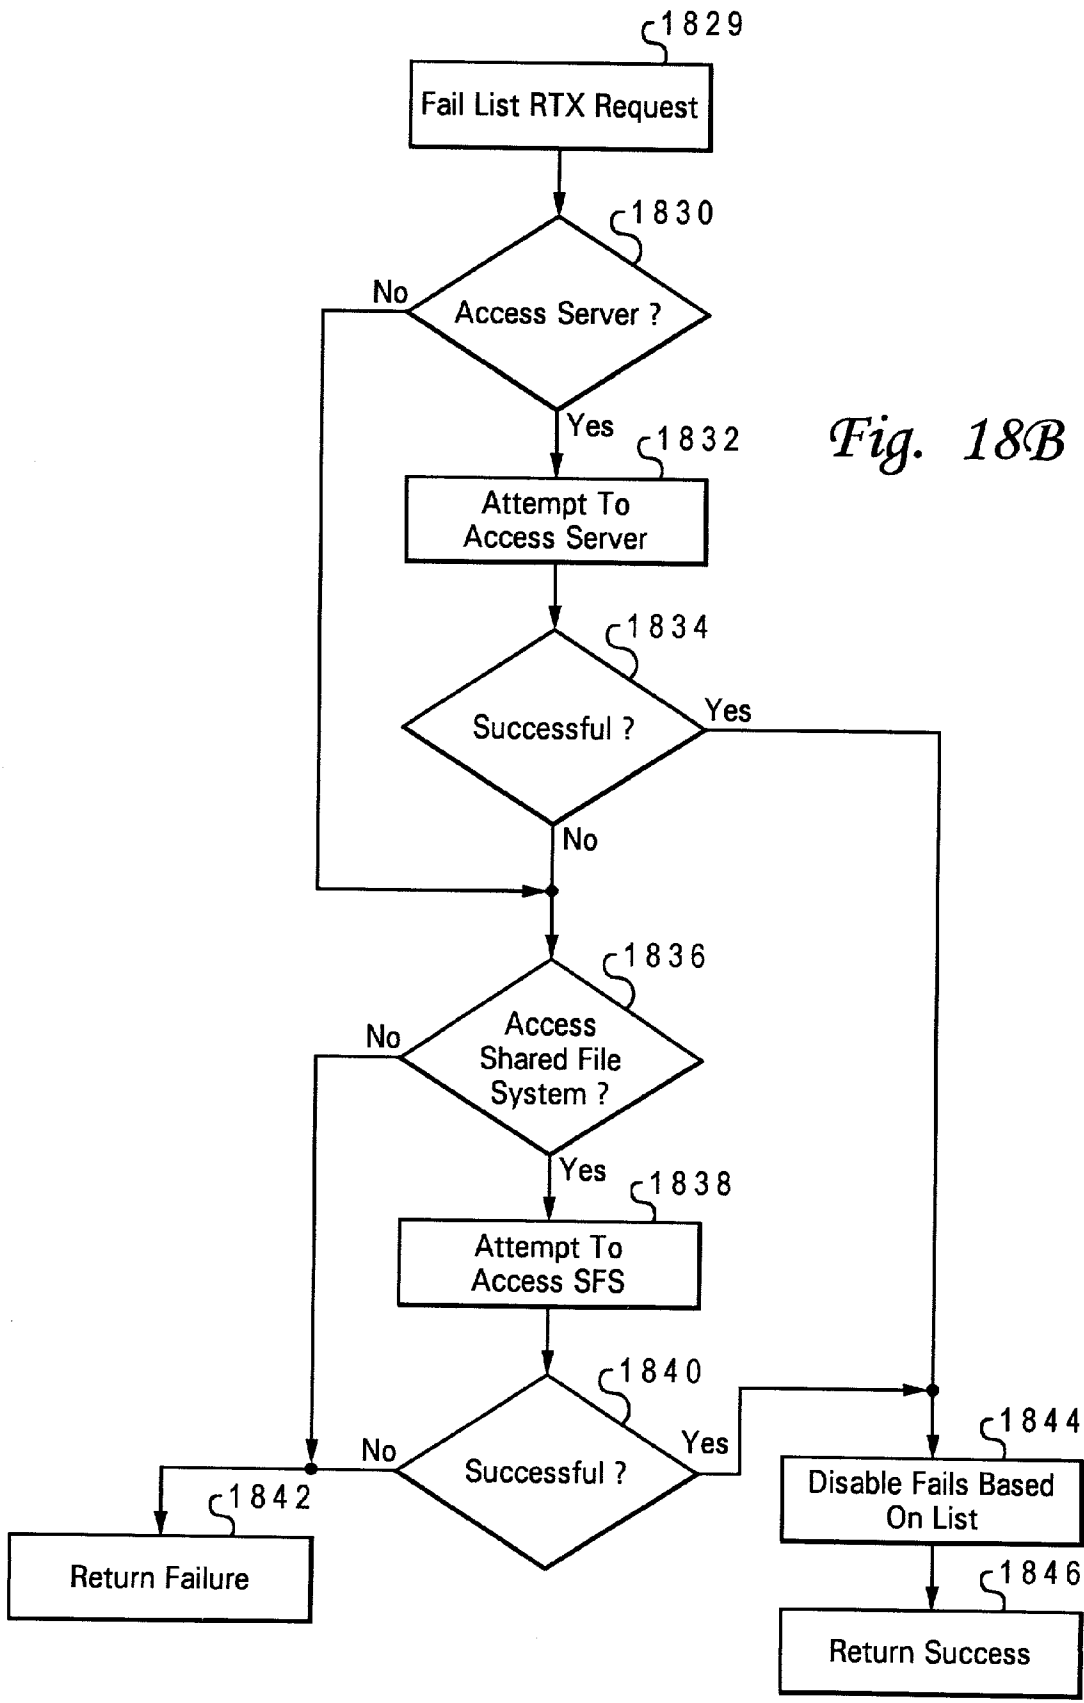 1829
Fail List RTX Request
1830
No
Access Server ?
Yes
Fig. 18B
1832
Attempt To
Access Server
1834
Successful ?
Yes
No
1836
No
Access
Shared File
System ?
Yes
1838
Attempt To
Access SFS
1840
No
Successful ?
Yes
1844
Disable Fails Based
On List
1842
Return Failure
1846
Return Success